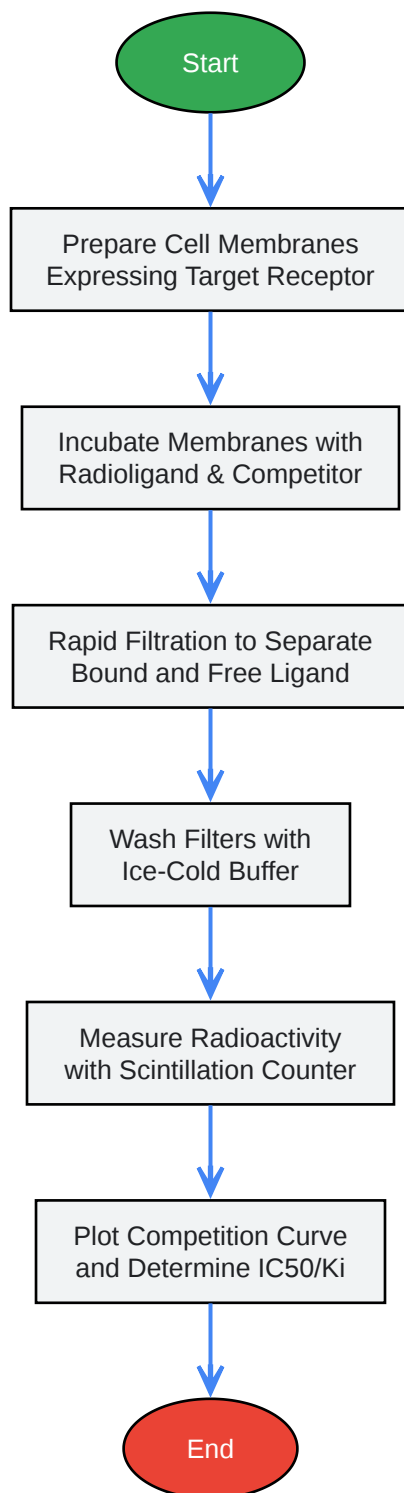 Start
Prepare Cell Membranes
Expressing Target Receptor
Incubate Membranes with
Radioligand & Competitor
Rapid Filtration to Separate
Bound and Free Ligand
Wash Filters with
Ice-Cold Buffer
Measure Radioactivity
with Scintillation Counter
Plot Competition Curve
and Determine IC50/Ki
End